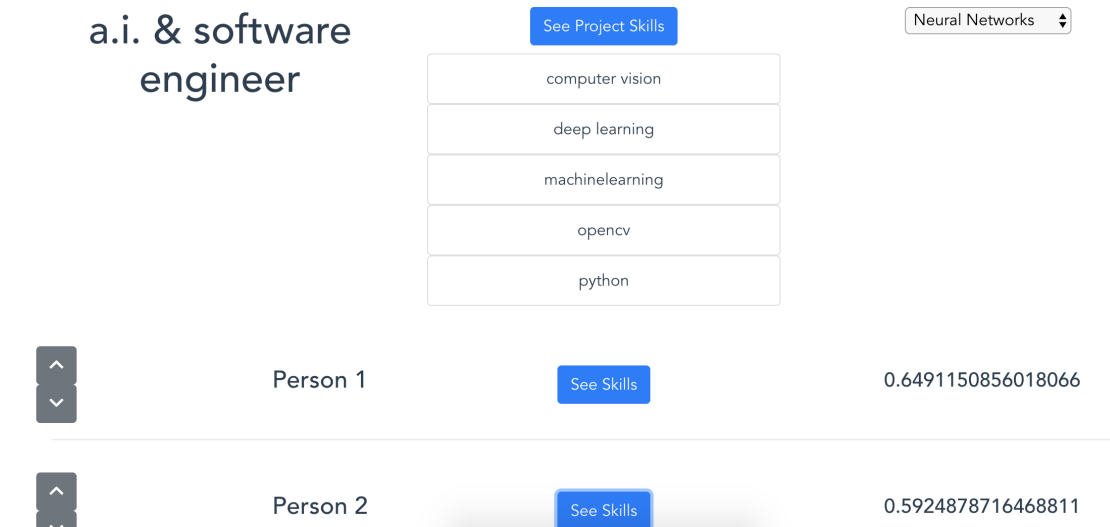 a.i. & software
engineer
See Project Skills
Neural Networks
computer vision
deep learning
machinelearning
opencv
python
Person 1
See Skills
0.6491150856018066
Person 2
See Skills
0.5924878716468811